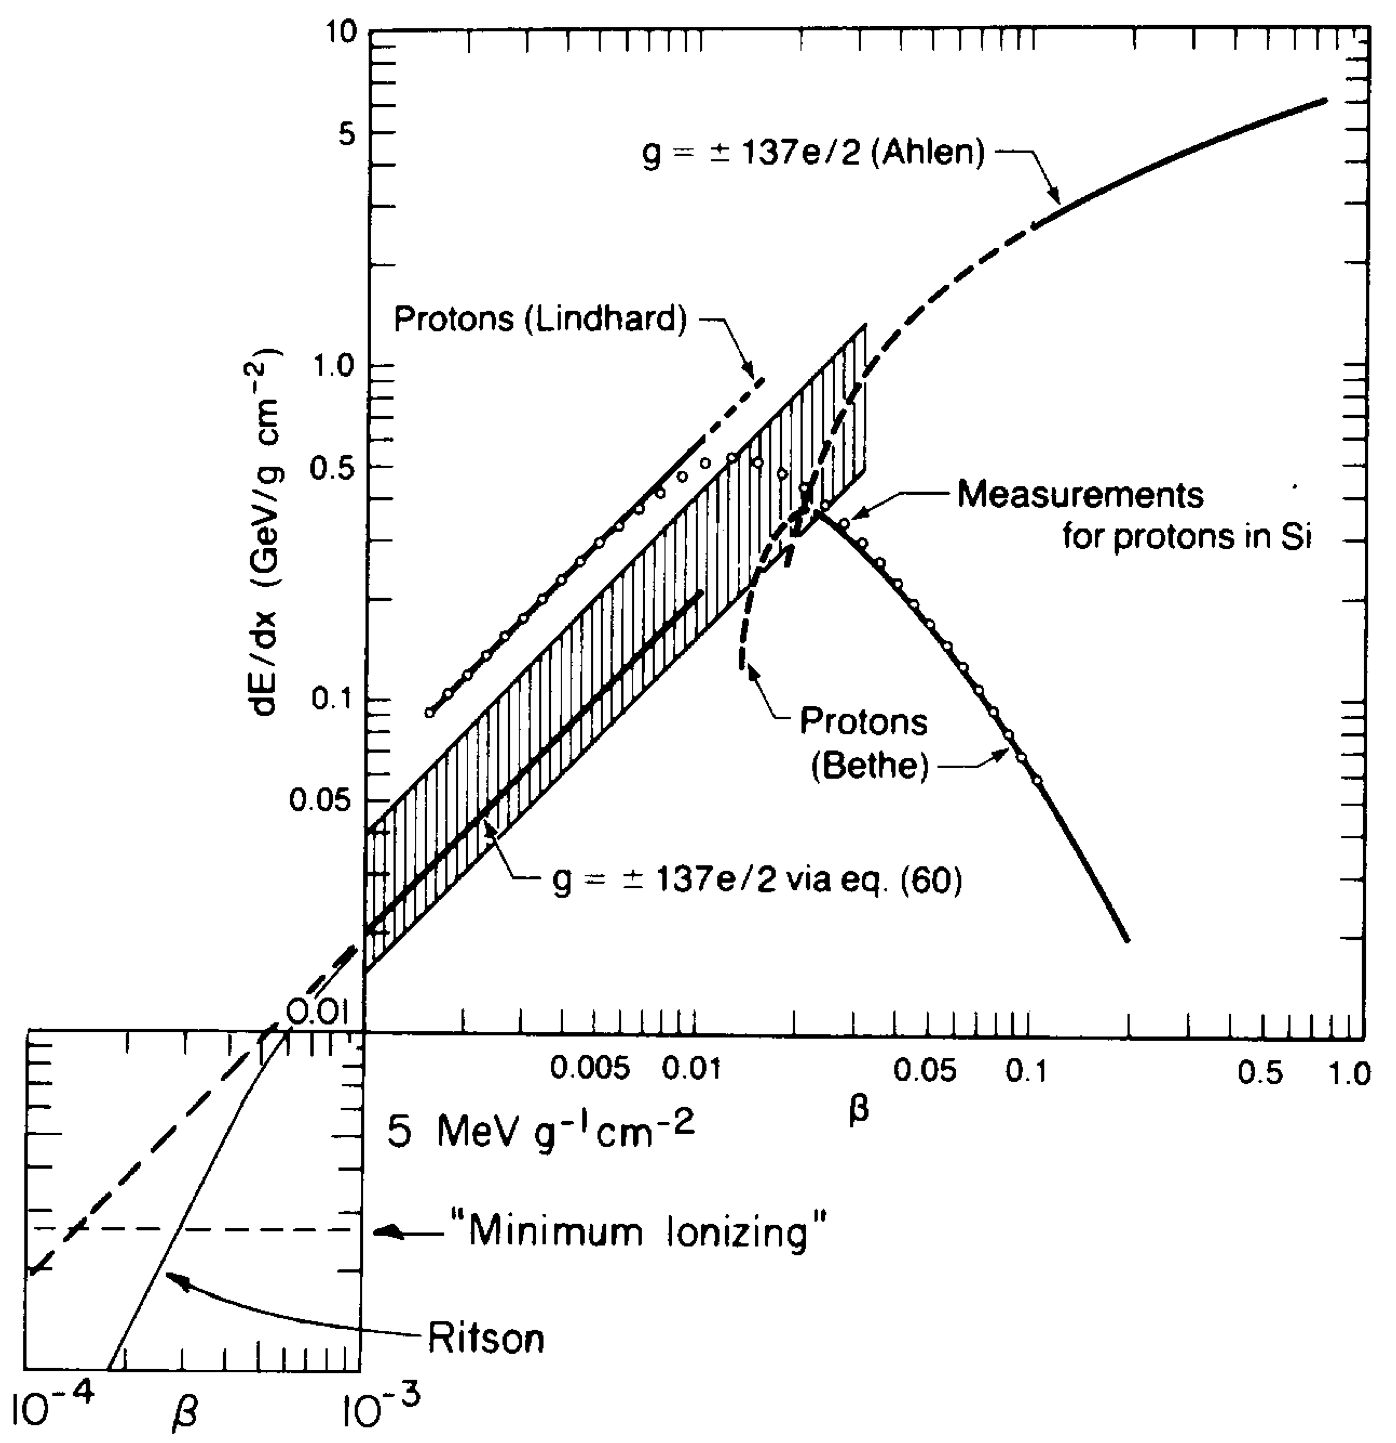 10
5
1.0
0.5
0.1
0.05
0.01
dE/dx (GeV/g cm⁻²)
g = ± 137e/2 (Ahlen)
Protons (Lindhard)
Measurements
for protons in Si
Protons
(Bethe)
g = ± 137e/2 via eq. (60)
0.005 0.01 0.05 0.1 0.5 1.0
β
5 MeV g⁻¹cm⁻²
"Minimum Ionizing"
Ritson
10⁻⁴ β 10⁻³